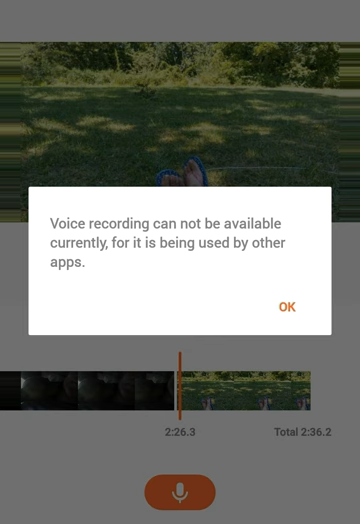 Voice recording can not be available
currently, for it is being used by other
apps.
OK
2:26.3
Total 2:36.2